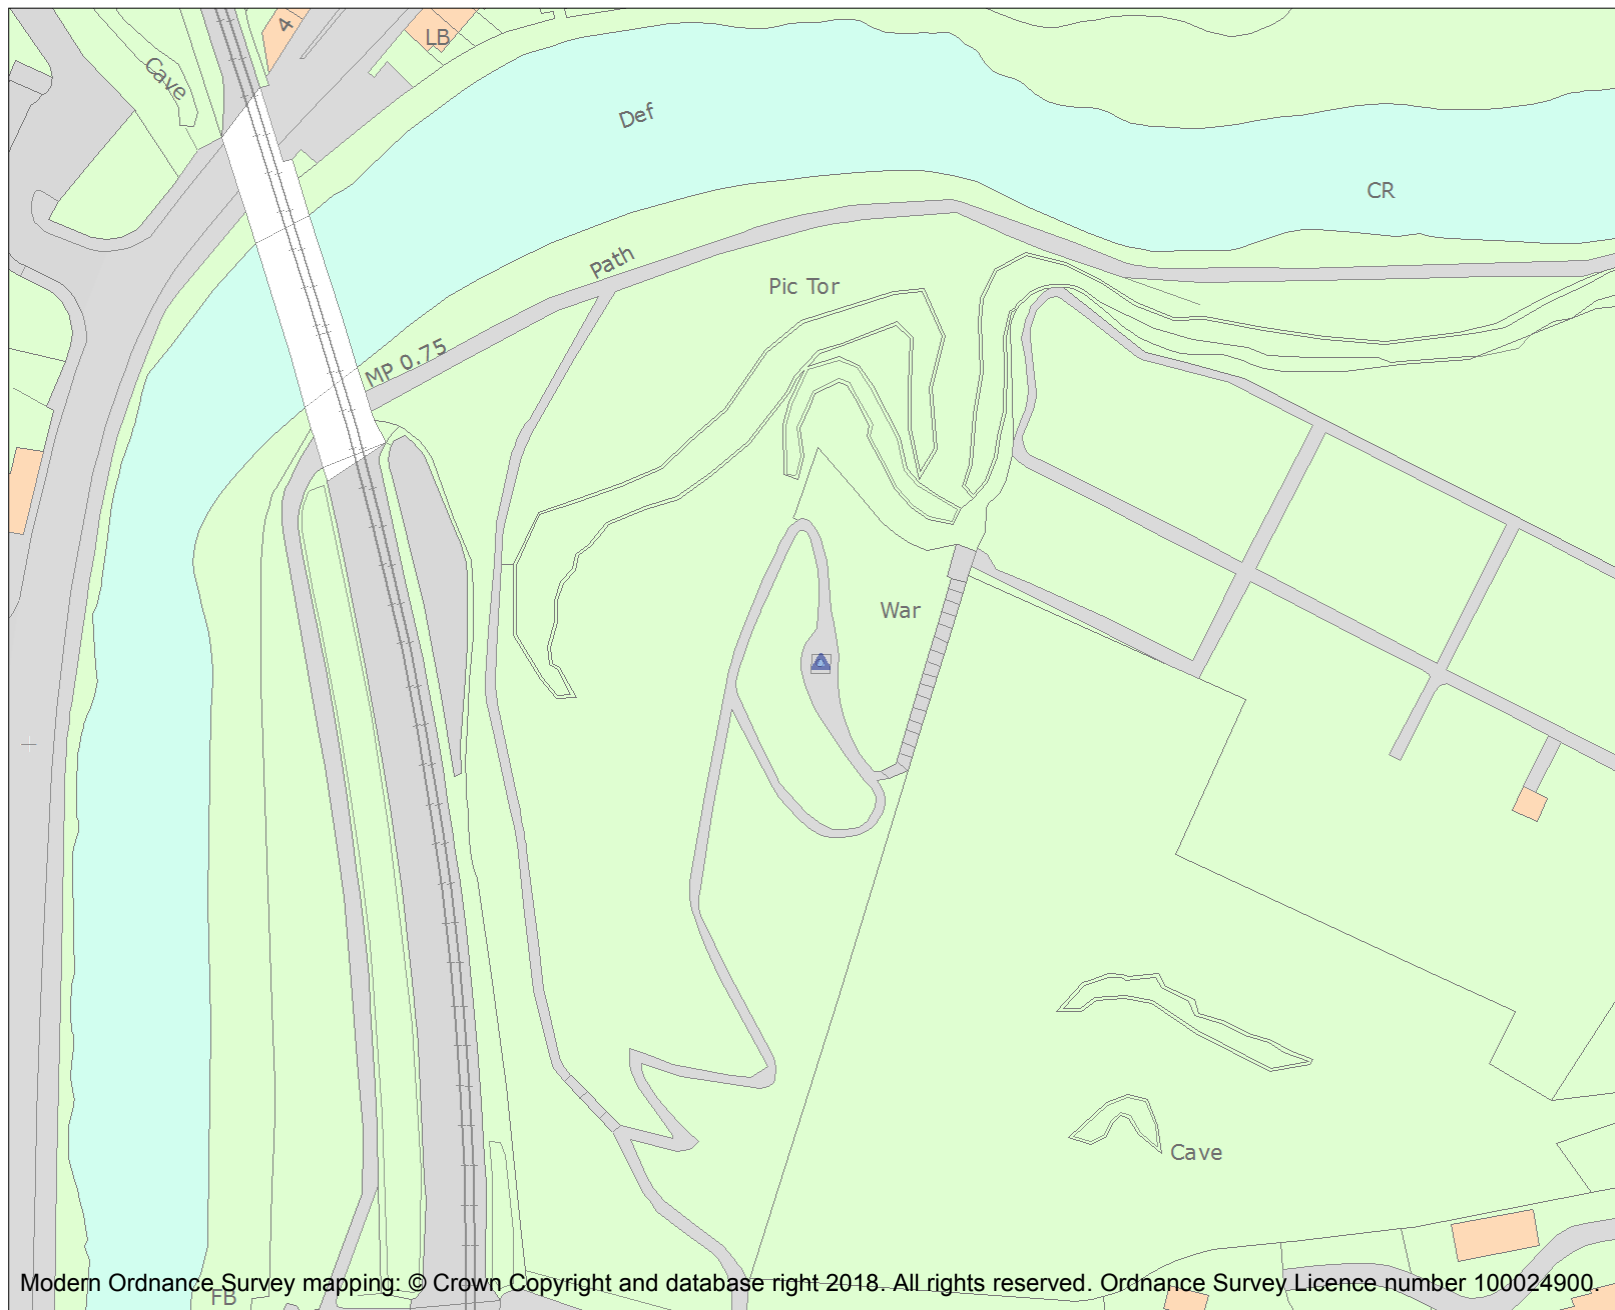 4
LB
Cave
Def
CR
Path
Pic Tor
MP 0.75
War
Cave
Modern Ordnance Survey mapping: © Crown Copyright and database right 2018. All rights reserved. Ordnance Survey Licence number 100024900.
FB